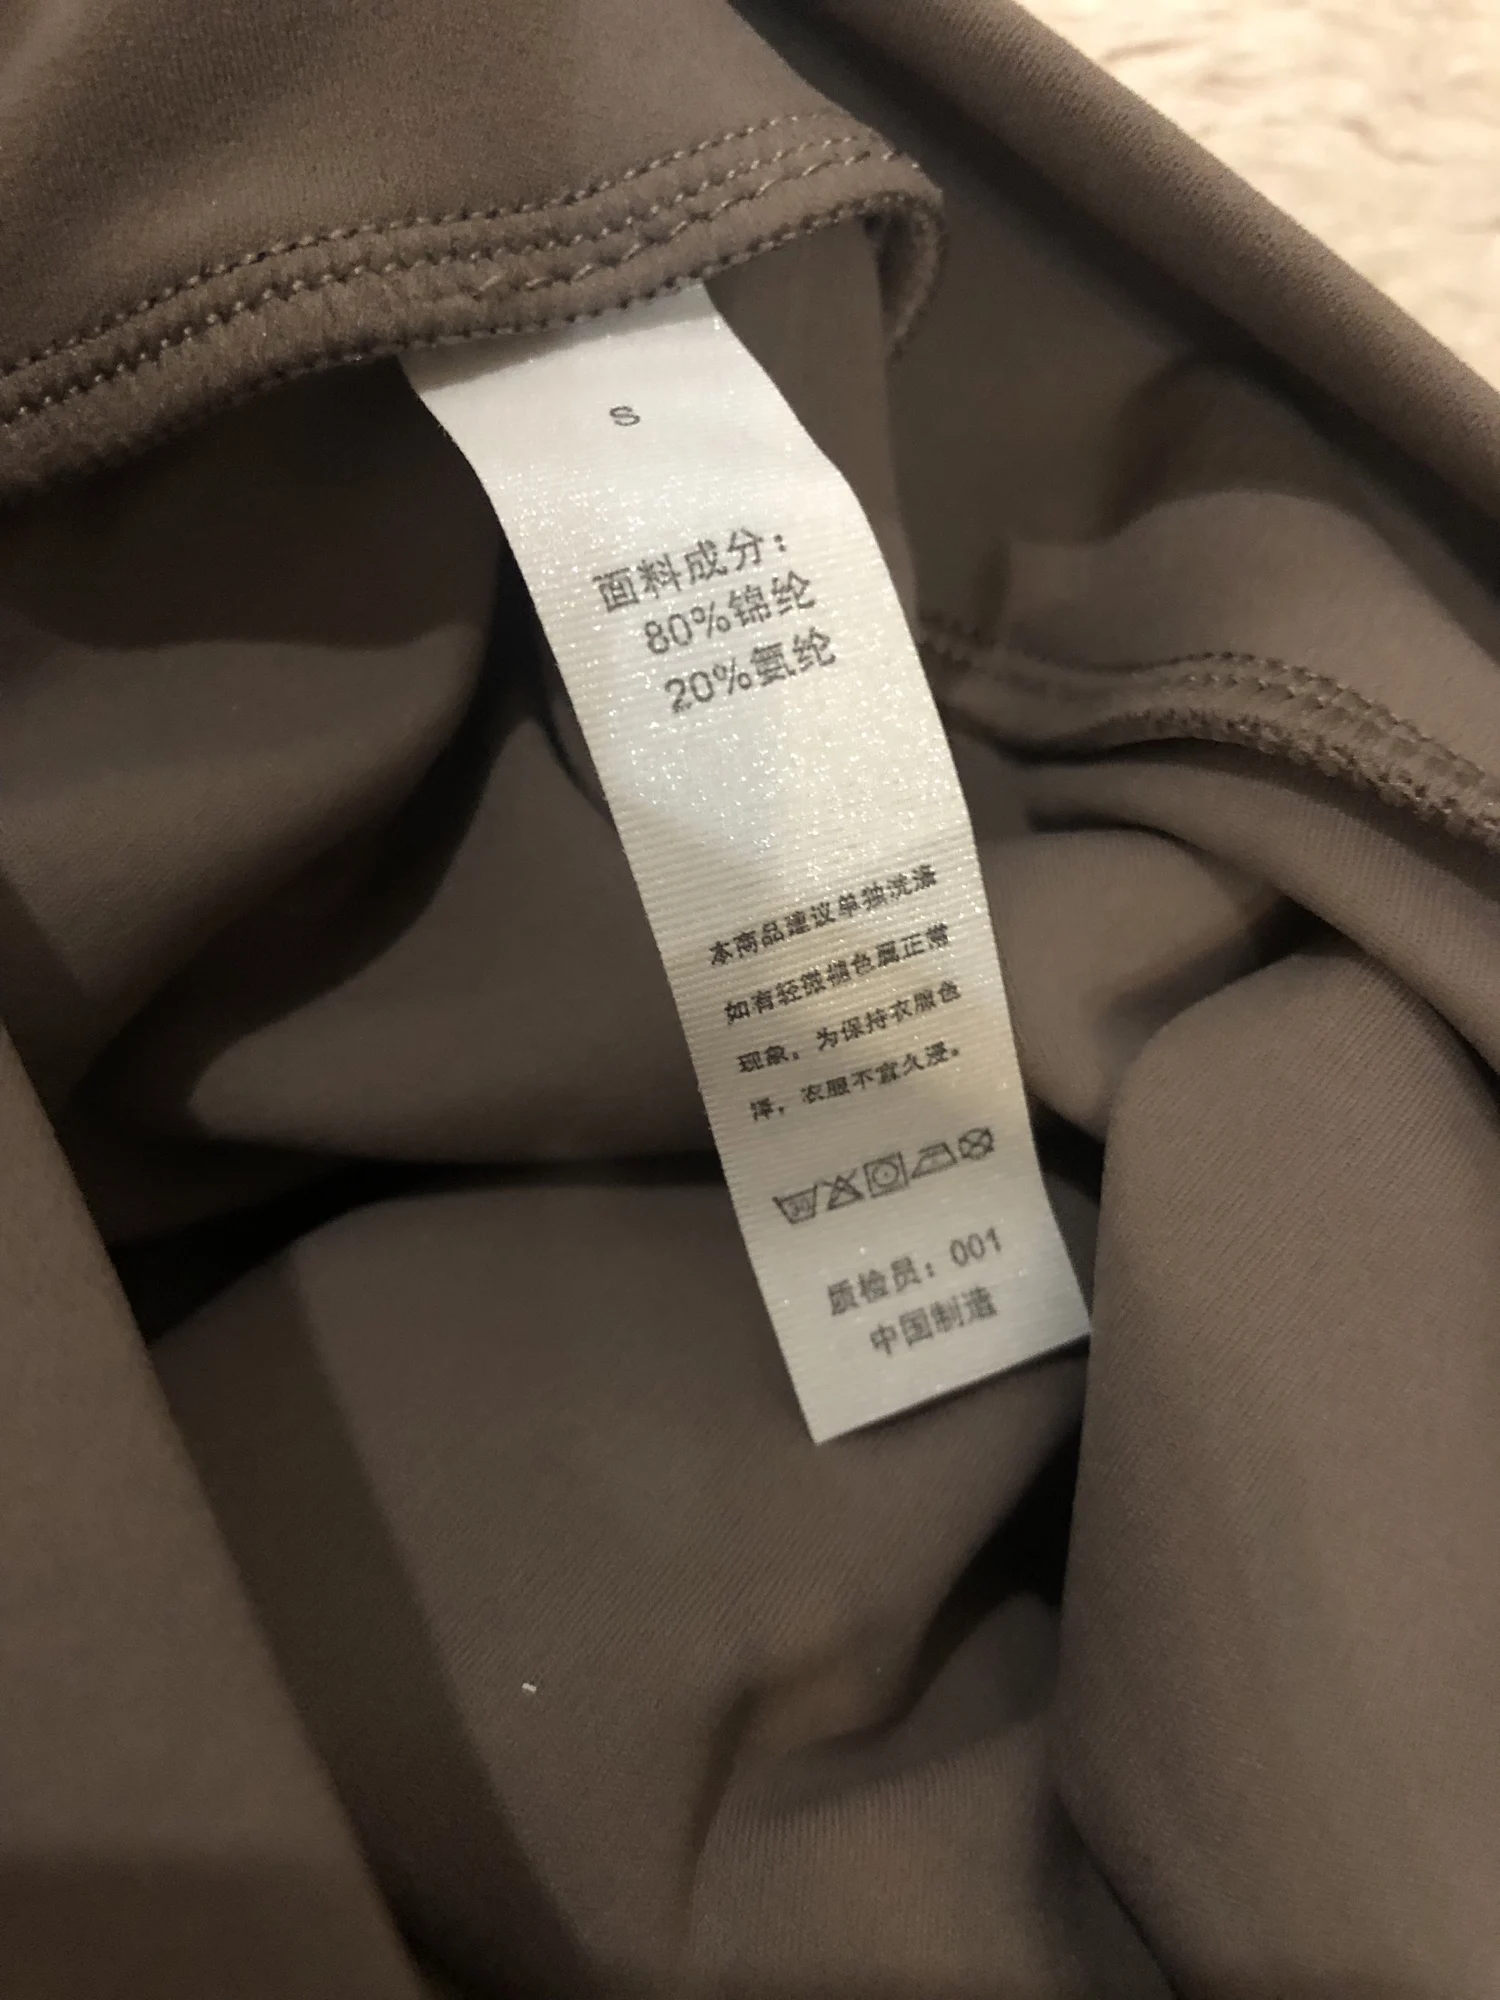 S
面料成分：
80%锦纶
20%氨纶
本商品建议单独洗涤
如有轻微褪色属正常
现象。为保持衣服色
泽，衣服不宜久浸。
质检员：001
中国制造